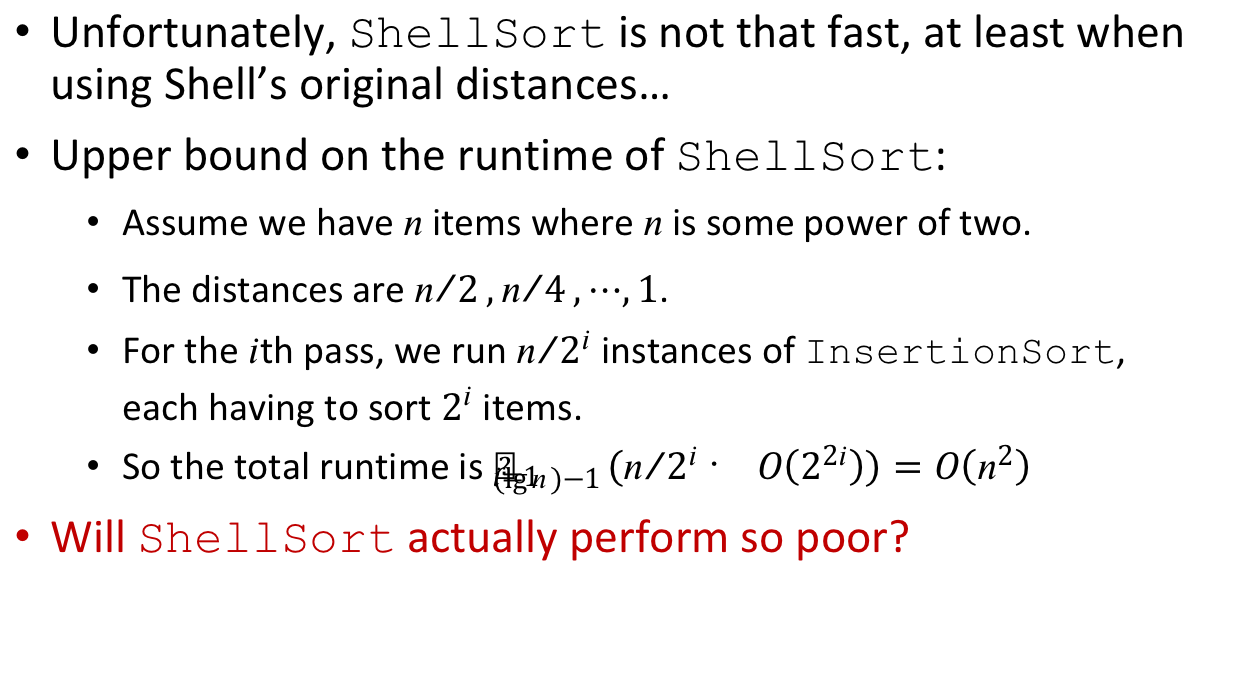 • Unfortunately, ShellSort is not that fast, at least when
using Shell’s original distances…
• Upper bound on the runtime of ShellSort:
• Assume we have n items where n is some power of two.
• The distances are n/2 , n/4 , ⋯, 1.
• For the ith pass, we run n/2^i instances of InsertionSort,
each having to sort 2^i items.
• So the total runtime is (lg n)−1 (n/2^i · O(2^{2i})) = O(n^2)
• Will ShellSort actually perform so poor?